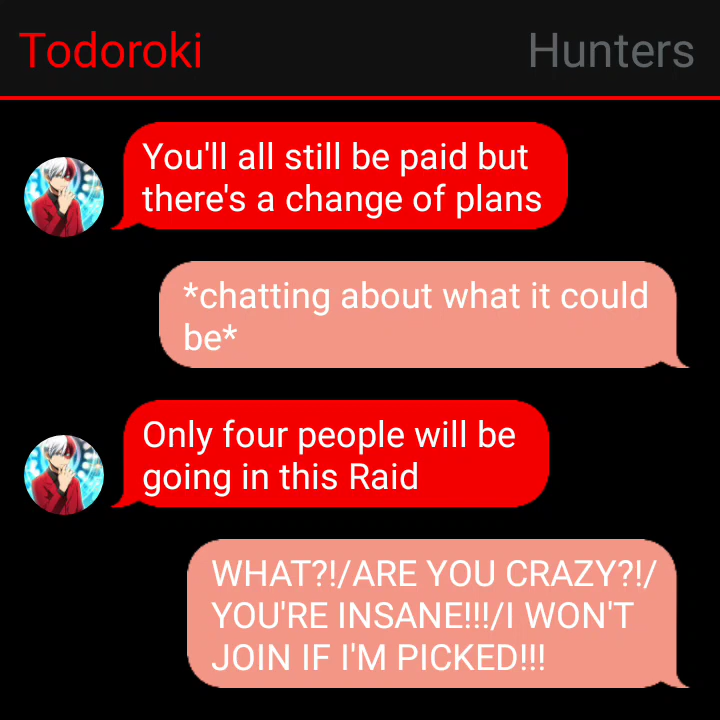 Todoroki
Hunters
You'll all still be paid but
there's a change of plans
*chatting about what it could
be*
Only four people will be
going in this Raid
WHAT?!/ARE YOU CRAZY?!/
YOU'RE INSANE!!!/I WON'T
JOIN IF I'M PICKED!!!